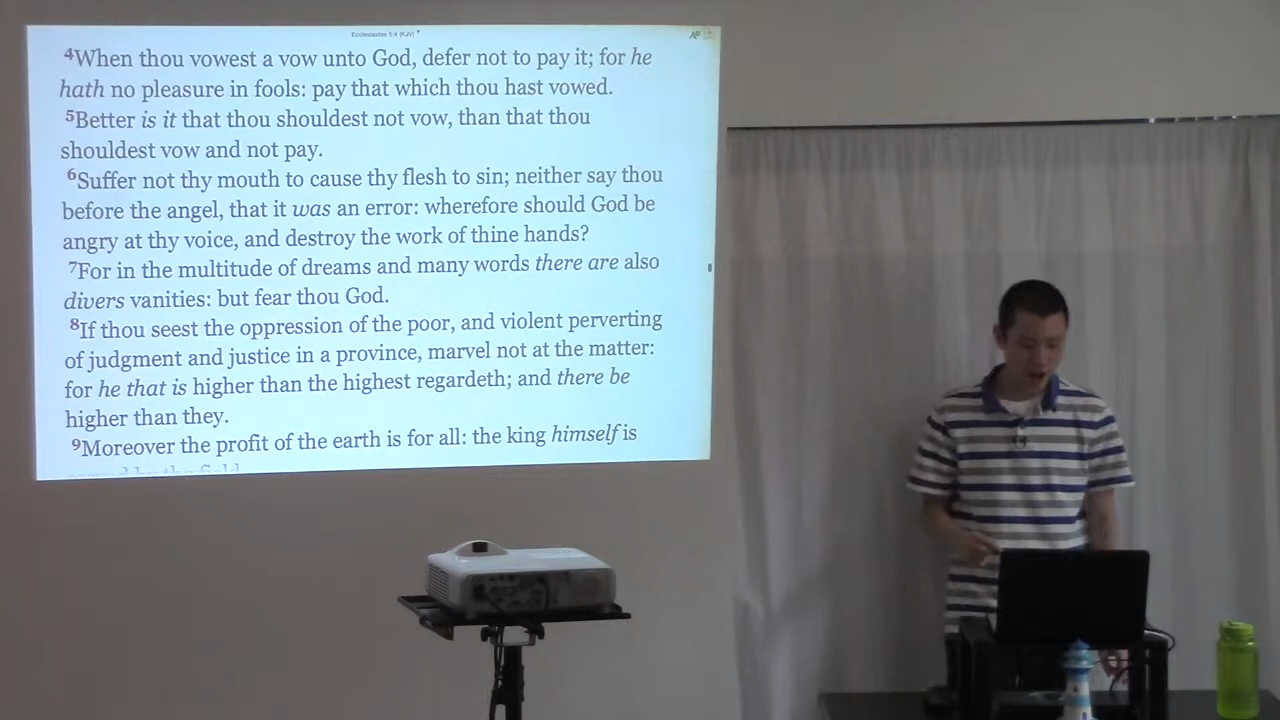 Ecclesiastes 5:4 (KJV)
4When thou vowest a vow unto God, defer not to pay it; for he
hath no pleasure in fools: pay that which thou hast vowed.
5Better is it that thou shouldest not vow, than that thou
shouldest vow and not pay.
6Suffer not thy mouth to cause thy flesh to sin; neither say thou
before the angel, that it was an error: wherefore should God be
angry at thy voice, and destroy the work of thine hands?
7For in the multitude of dreams and many words there are also
divers vanities: but fear thou God.
8If thou seest the oppression of the poor, and violent perverting
of judgment and justice in a province, marvel not at the matter:
for he that is higher than the highest regardeth; and there be
higher than they.
9Moreover the profit of the earth is for all: the king himself is